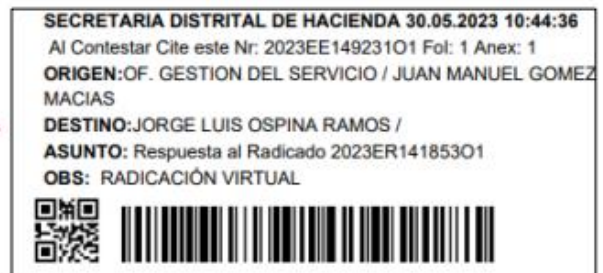 SECRETARIA DISTRITAL DE HACIENDA 30.05.2023 10:44:36
Al Contestar Cite este Nr: 2023EE149231O1 Fol: 1 Anex: 1
ORIGEN:OF. GESTION DEL SERVICIO / JUAN MANUEL GOMEZ
MACIAS
DESTINO:JORGE LUIS OSPINA RAMOS /
ASUNTO: Respuesta al Radicado 2023ER141853O1
OBS: RADICACIÓN VIRTUAL